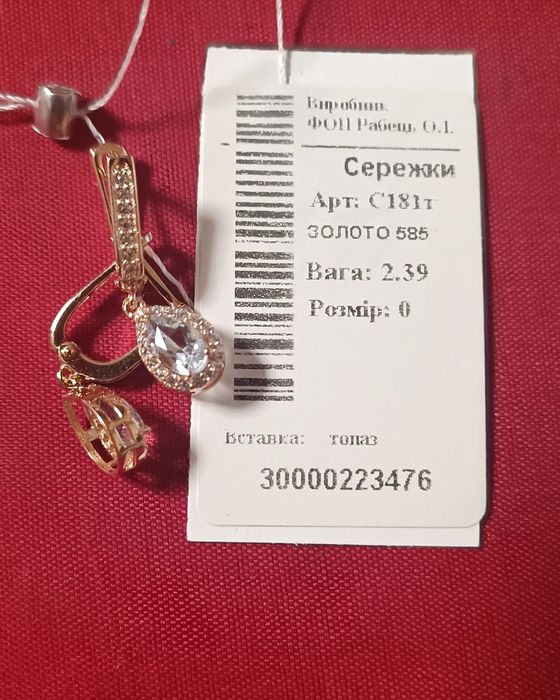 Виробник:
ФОП Рабець О.І.
Сережки
Арт: С181т
ЗОЛОТО 585
Вага: 2.39
Розмір: 0
Вставка: топаз
30000223476